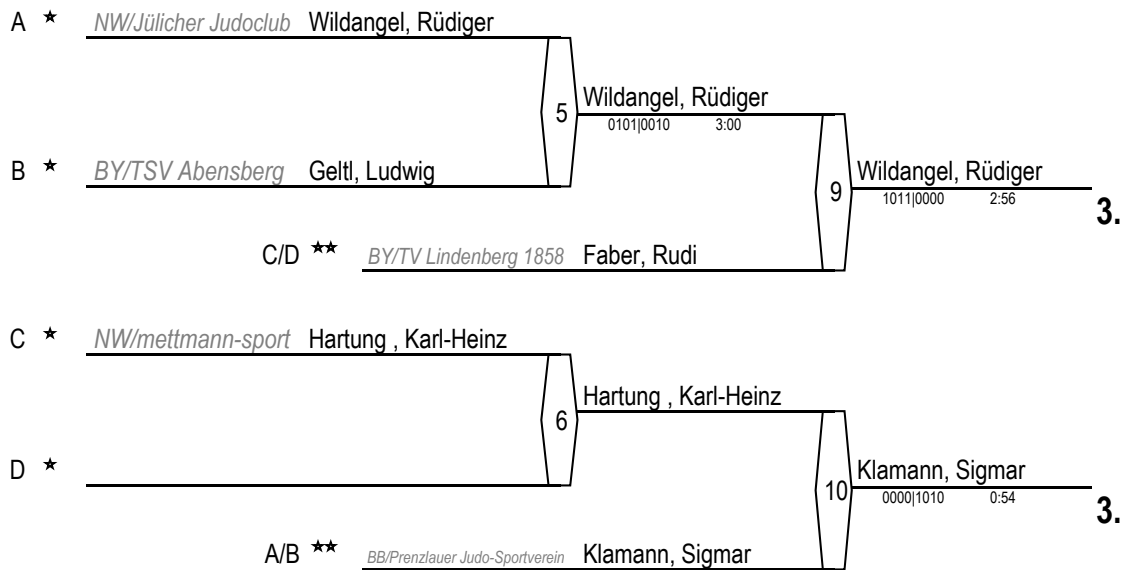 A ★ NW/Jülicher Judoclub Wildangel, Rüdiger
5 Wildangel, Rüdiger
0101|0010 3:00
B ★ BY/TSV Abensberg Geltl, Ludwig
9 Wildangel, Rüdiger
1011|0000 2:56
3.
C/D ★★ BY/TV Lindenberg 1858 Faber, Rudi
C ★ NW/mettmann-sport Hartung , Karl-Heinz
6 Hartung , Karl-Heinz
D ★
10 Klamann, Sigmar
0000|1010 0:54
3.
A/B ★★ BB/Prenzlauer Judo-Sportverein Klamann, Sigmar